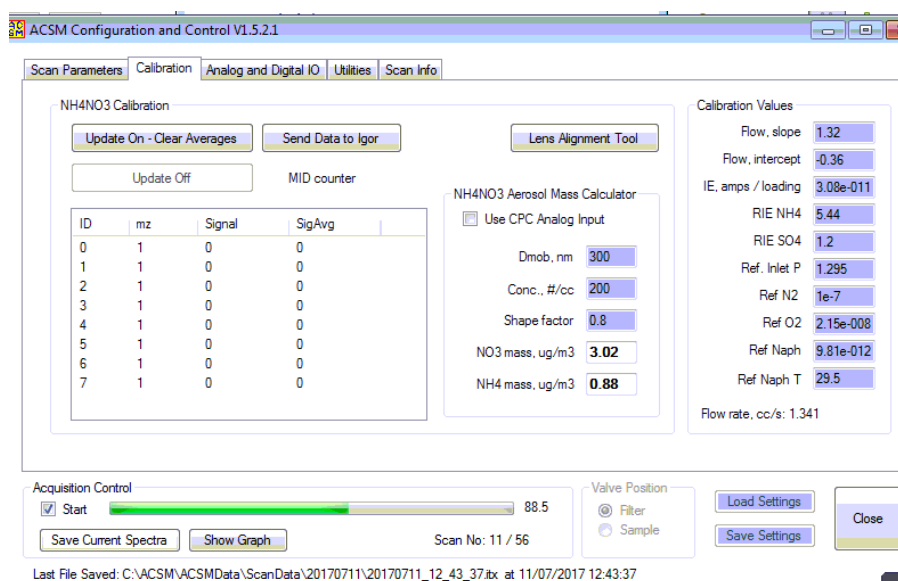 ACSM Configuration and Control V1.5.2.1
Scan Parameters Calibration Analog and Digital IO Utilities Scan Info
NH4NO3 Calibration
Update On - Clear Averages Send Data to Igor Lens Alignment Tool
Update Off MID counter
ID mz Signal SigAvg
0 1 0 0
1 1 0 0
2 1 0 0
3 1 0 0
4 1 0 0
5 1 0 0
6 1 0 0
7 1 0 0
NH4NO3 Aerosol Mass Calculator
Use CPC Analog Input
Dmob, nm 300
Conc., #/cc 200
Shape factor 0.8
NO3 mass, ug/m3 3.02
NH4 mass, ug/m3 0.88
Calibration Values
Flow, slope 1.32
Flow, intercept -0.36
IE, amps / loading 3.08e-011
RIE NH4 5.44
RIE SO4 1.2
Ref. Inlet P 1.295
Ref N2 1e-7
Ref O2 2.15e-008
Ref Naph 9.81e-012
Ref Naph T 29.5
Flow rate, cc/s: 1.341
Acquisition Control
Start 88.5
Save Current Spectra Show Graph Scan No: 11 / 56
Valve Position
Filter
Sample
Load Settings
Save Settings
Close
Last File Saved: C:\ACSM\ACSMData\ScanData\20170711\20170711_12_43_37.itx at 11/07/2017 12:43:37